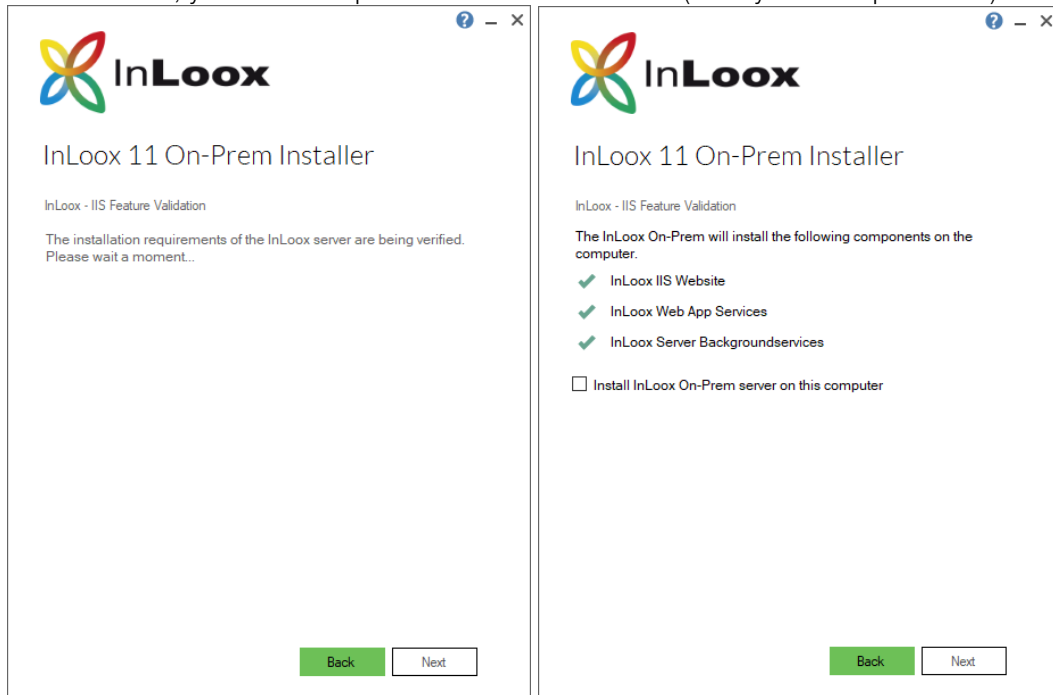 InLoox
InLoox 11 On-Prem Installer
InLoox - IIS Feature Validation
The installation requirements of the InLoox server are being verified.
Please wait a moment...
Back
Next
InLoox
InLoox 11 On-Prem Installer
InLoox - IIS Feature Validation
The InLoox On-Prem will install the following components on the
computer.
InLoox IIS Website
InLoox Web App Services
InLoox Server Backgroundservices
Install InLoox On-Prem server on this computer
Back
Next